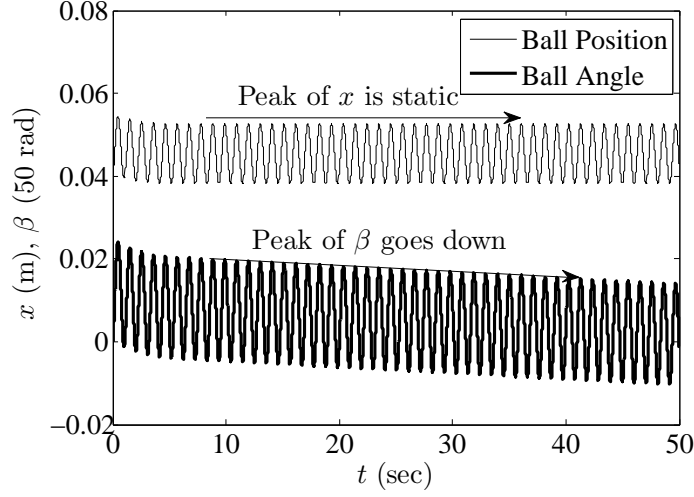 0.08
0.06
0.04
0.02
0
−0.02
x (m), β (50 rad)
Ball Position
Ball Angle
Peak of x is static
Peak of β goes down
0 10 20 30 40 50
t (sec)